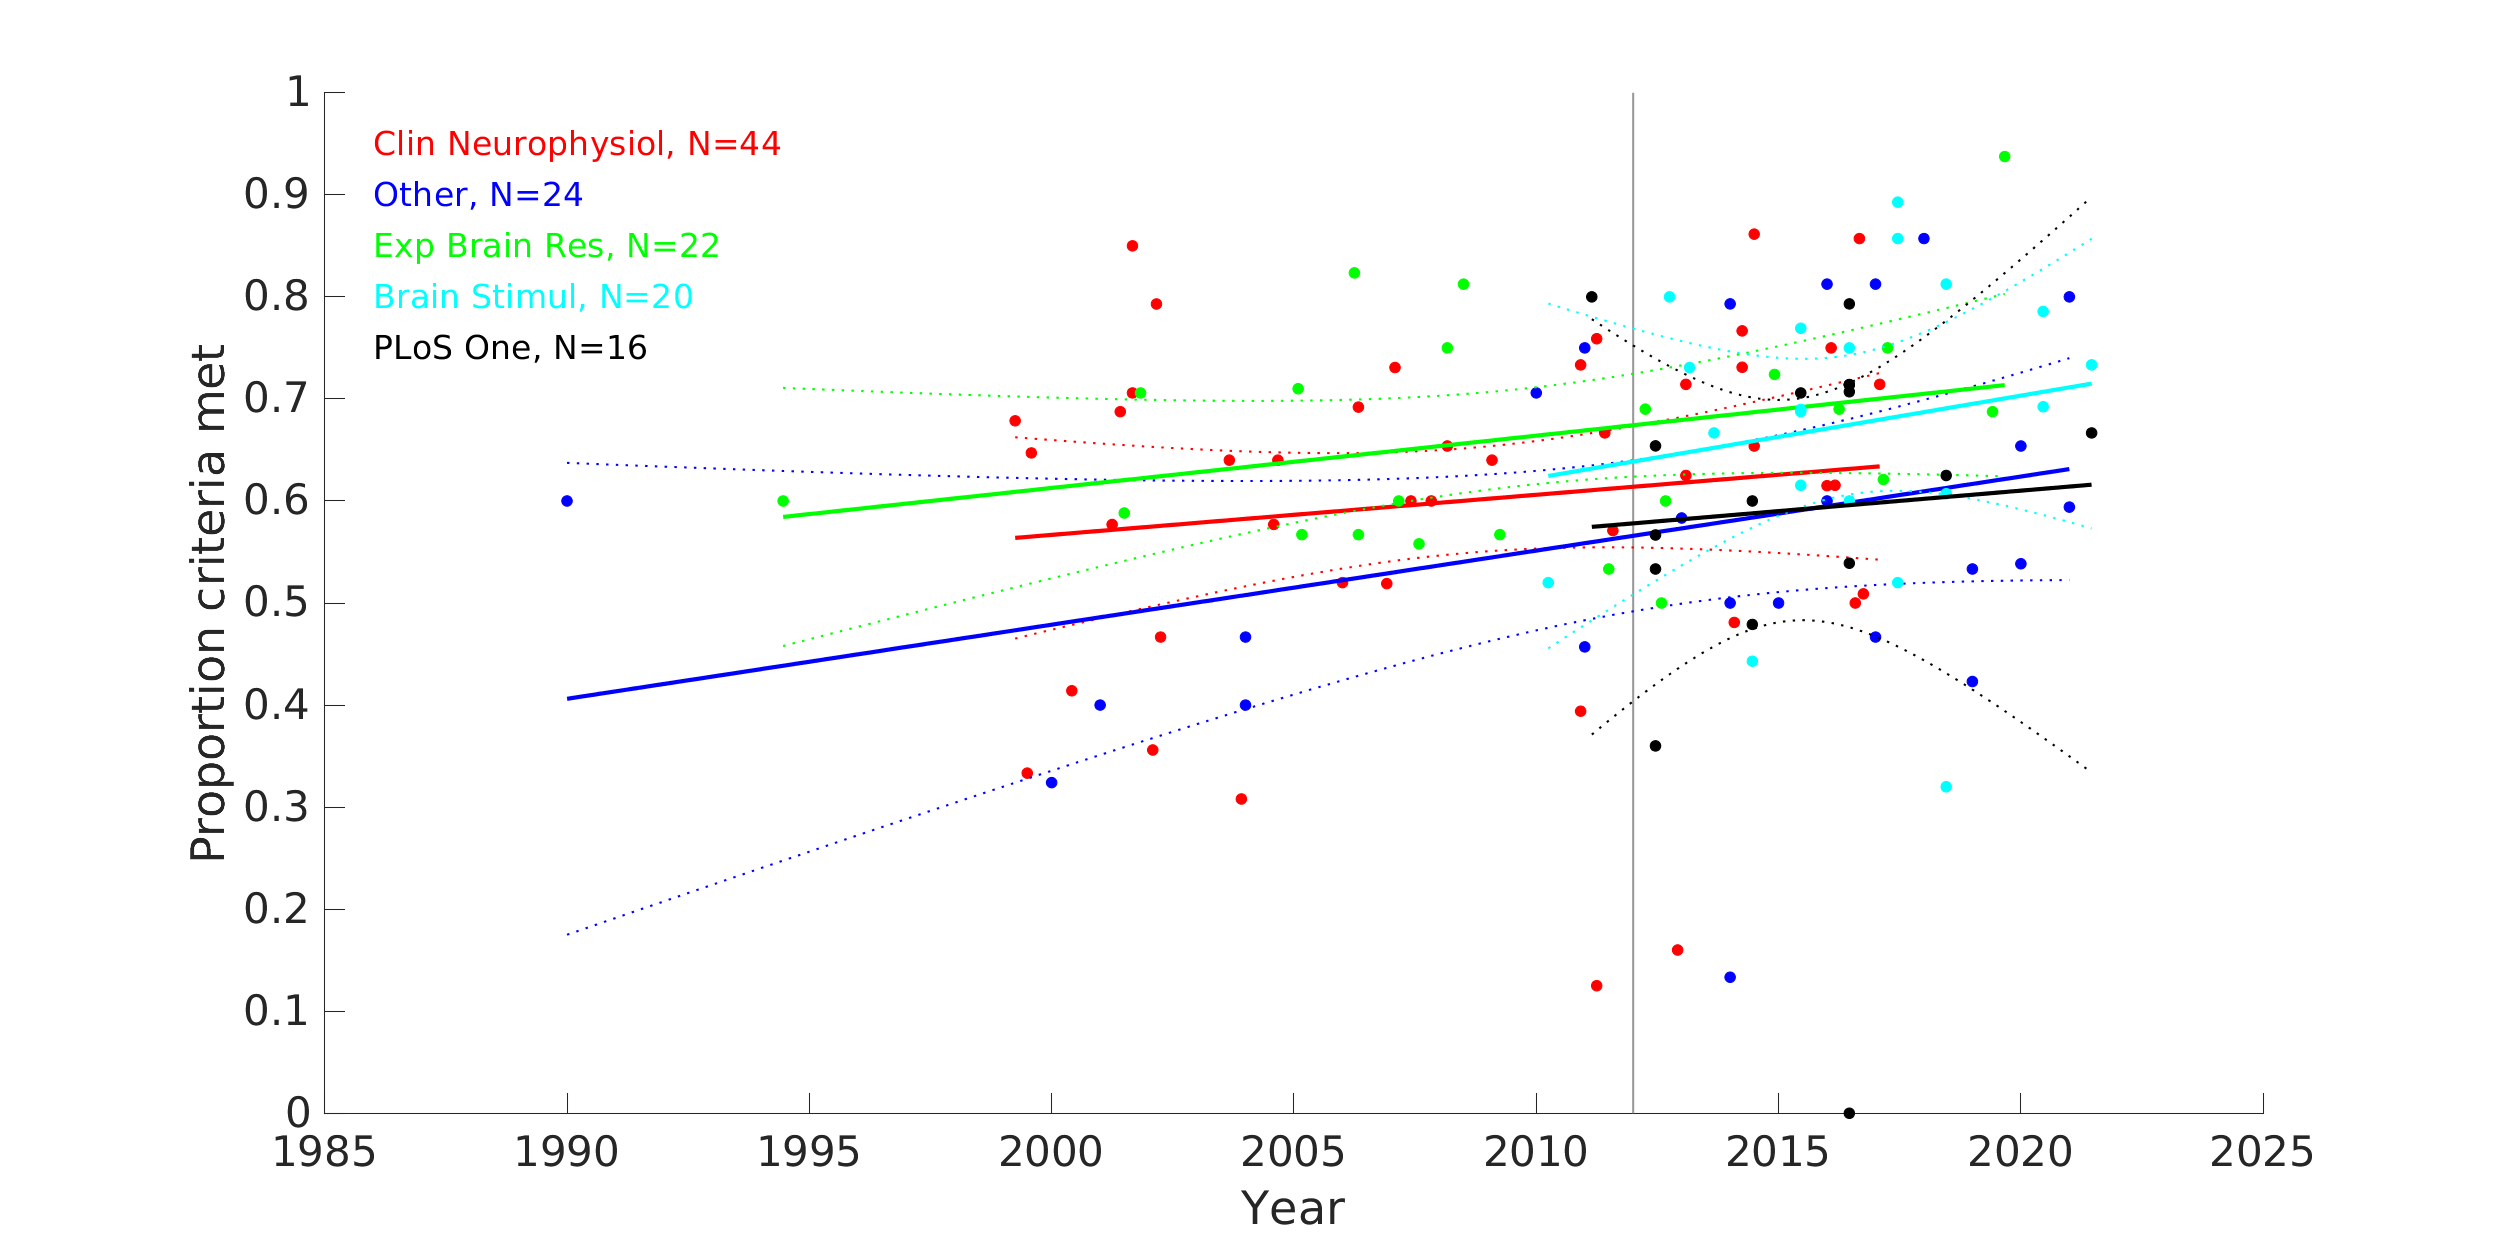 Clin Neurophysiol, N=44
Other, N=24
Exp Brain Res, N=22
Brain Stimul, N=20
PLoS One, N=16
Proportion criteria met
1
0.9
0.8
0.7
0.6
0.5
0.4
0.3
0.2
0.1
0
1985 1990 1995 2000 2005 2010 2015 2020 2025
Year